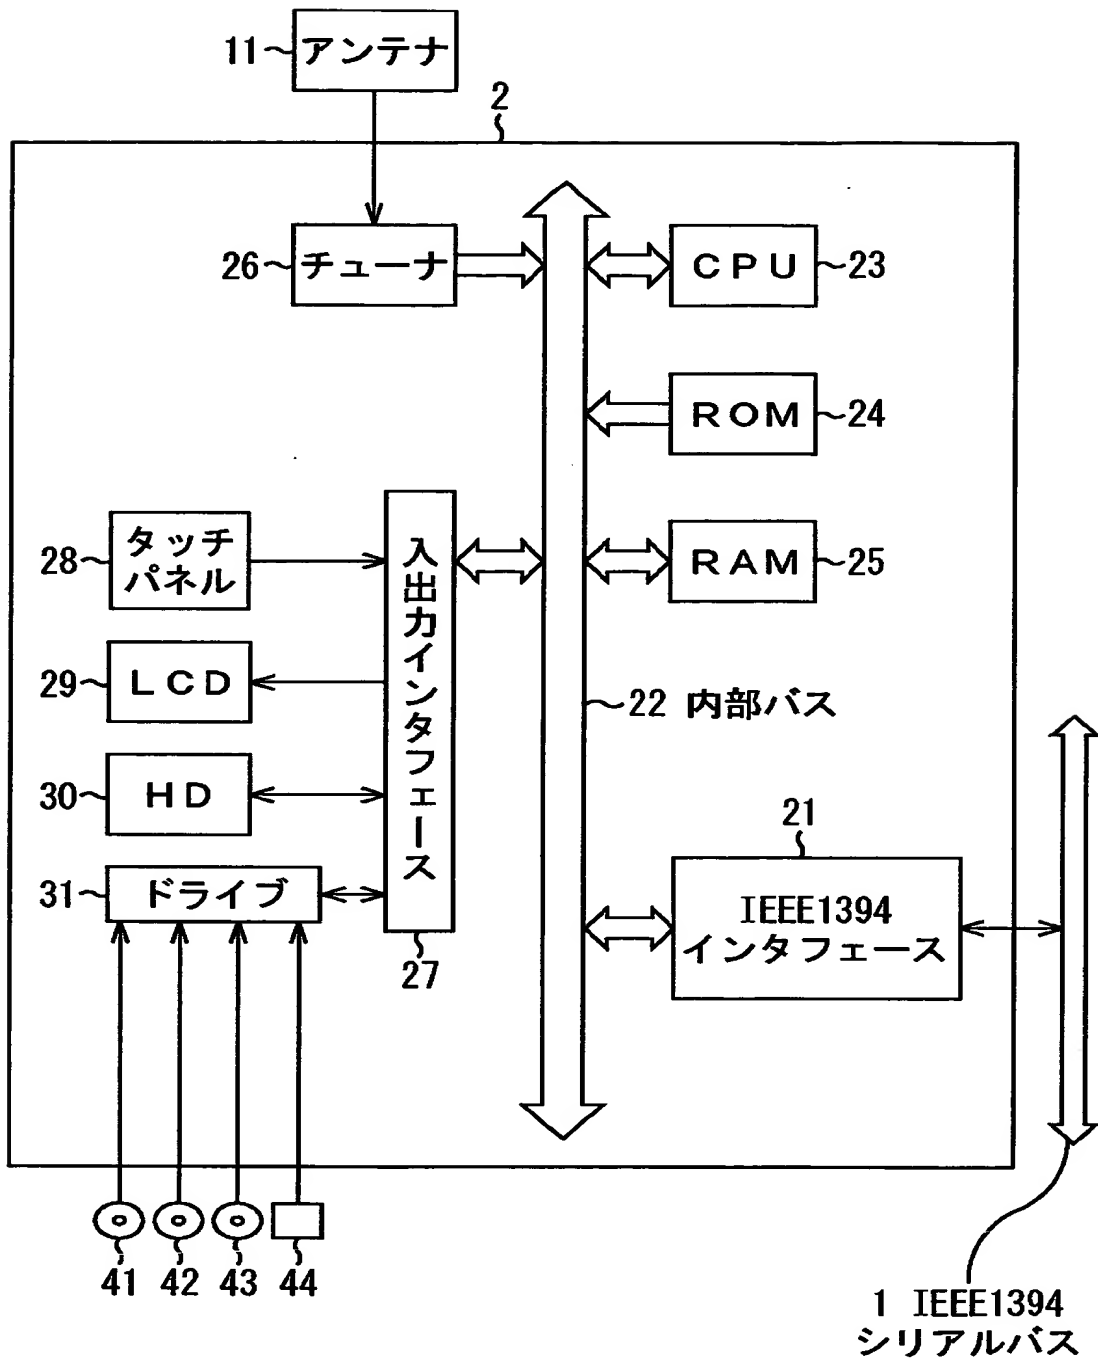 11 アンテナ
2
26 チューナ
CPU 23
ROM 24
28 タッチ
パネル
入出力インタフェース
RAM 25
29 LCD
22 内部バス
30 HD
21
31 ドライブ
IEEE1394
インタフェース
27
41 42 43 44
1 IEEE1394
シリアルバス